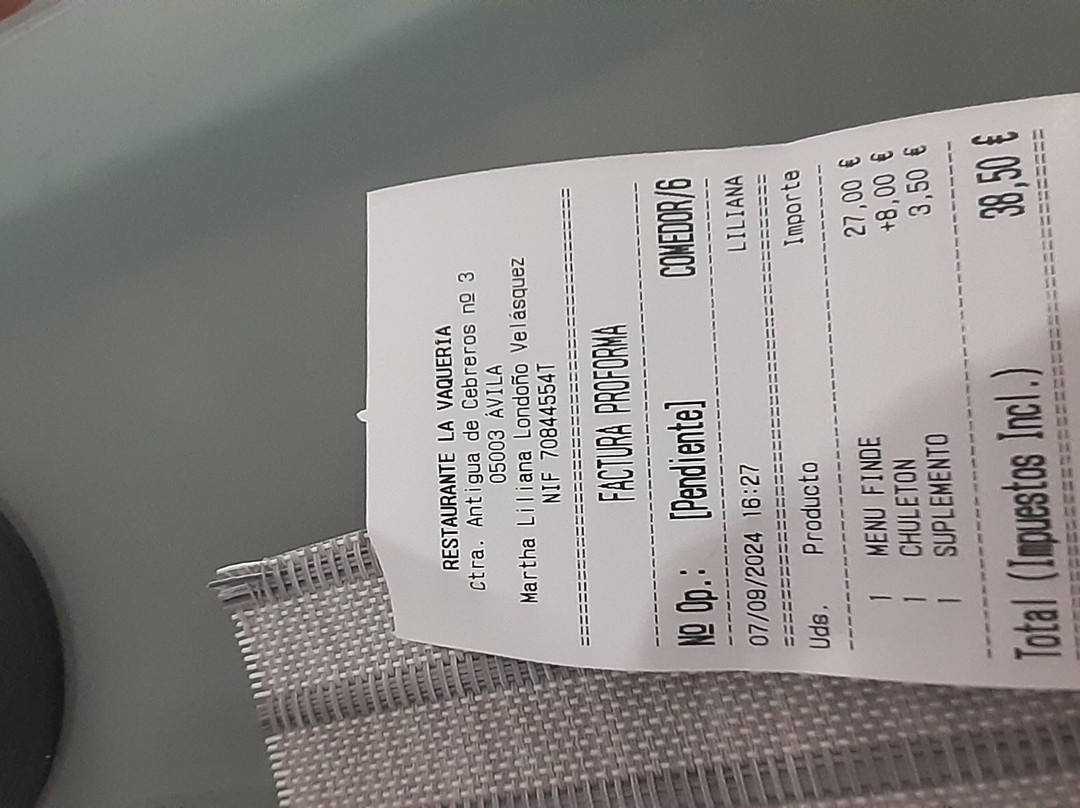 RESTAURANTE LA VAQUERIA
Ctra. Antigua de Cebreros nº 3
05003 ÁVILA
Martha Liliana Londoño Velásquez
NIF 70844554T
FACTURA PROFORMA
Nº Op.: [Pendiente] COMEDOR/6
07/09/2024 16:27 LILIANA
Uds. Producto Importe
1 MENU FINDE 27,00 €
1 CHULETON +8,00 €
1 SUPLEMENTO 3,50 €
Total (Impuestos Incl.) 38,50 €